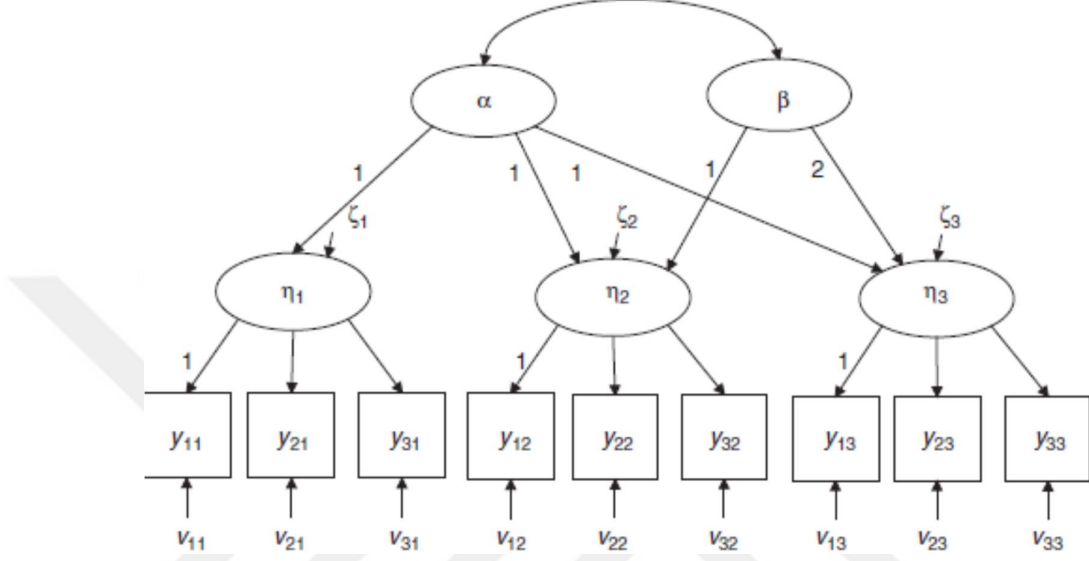 α β
1 1 1 1 2
ζ₁ ζ₂ ζ₃
η₁ η₂ η₃
1 1 1
y₁₁ y₂₁ y₃₁ y₁₂ y₂₂ y₃₂ y₁₃ y₂₃ y₃₃
v₁₁ v₂₁ v₃₁ v₁₂ v₂₂ v₃₂ v₁₃ v₂₃ v₃₃